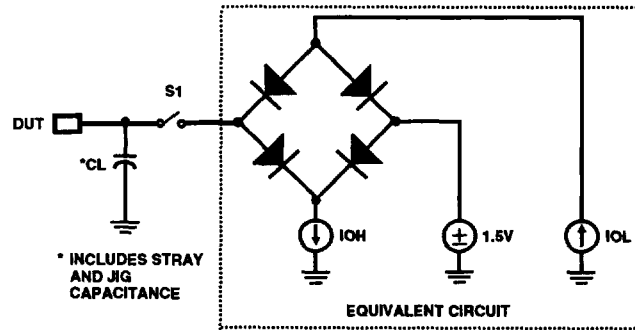 S1
DUT
*CL
IOH
±
1.5V
IOL
* INCLUDES STRAY
AND JIG
CAPACITANCE
EQUIVALENT CIRCUIT